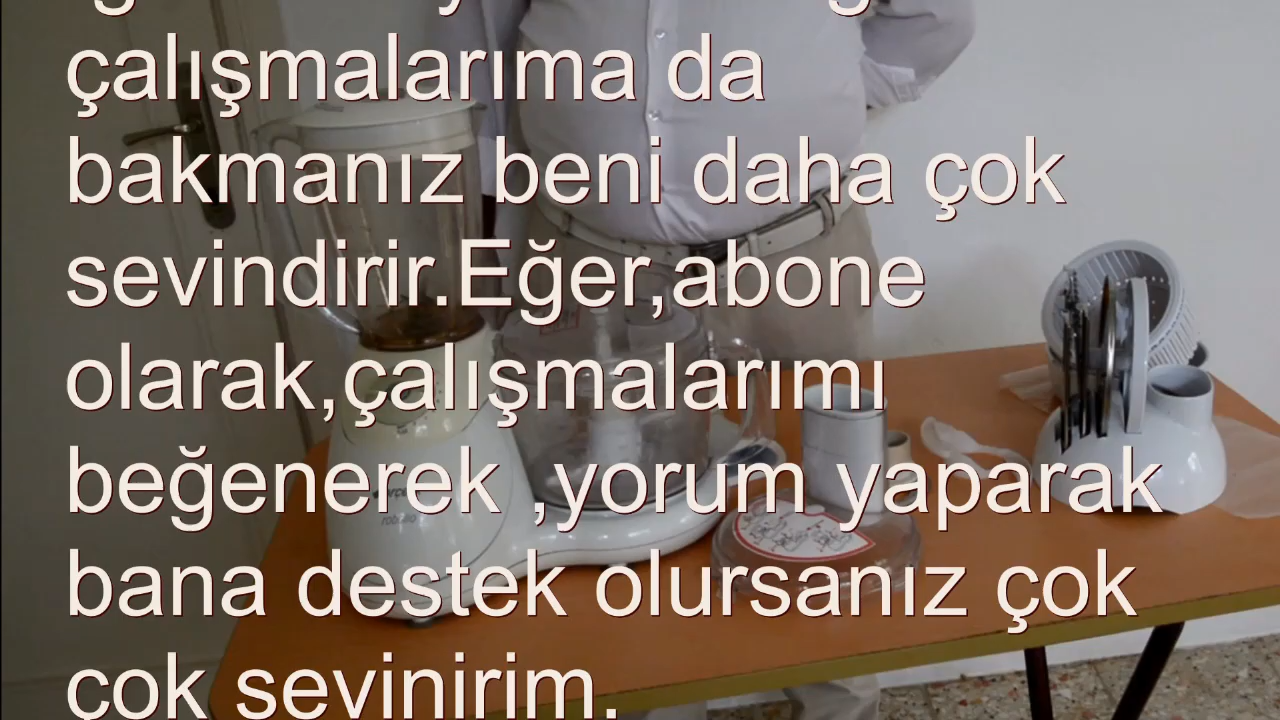 çalışmalarıma da
bakmanız beni daha çok
sevindirir.Eğer,abone
olarak,çalışmalarımı
beğenerek ,yorum yaparak
bana destek olursanız çok
çok sevinirim.